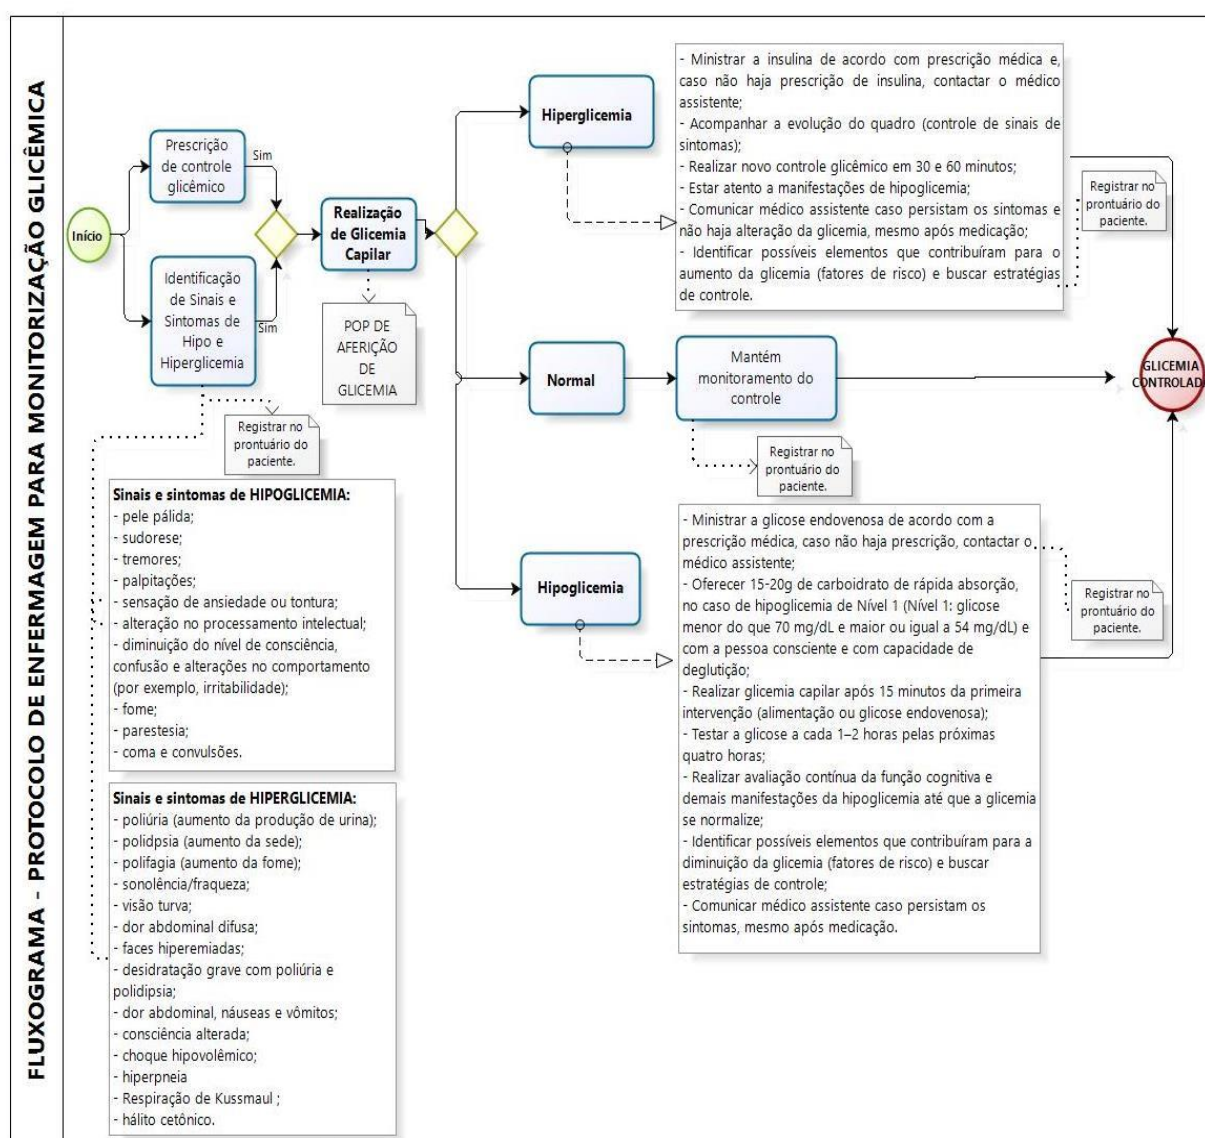 FLUXOGRAMA - PROTOCOLO DE ENFERMAGEM PARA MONITORIZAÇÃO GLICÊMICA
Início
Prescrição
de controle
glicêmico
Sim
Identificação
de Sinais e
Sintomas de
Hipo e
Hiperglicemia
Sim
Realização
de Glicemia
Capilar
POP DE
AFERIÇÃO
DE
GLICEMIA
Registrar no
prontuário do
paciente.
Sinais e sintomas de HIPOGLICEMIA:
- pele pálida;
- sudorese;
- tremores;
- palpitações;
- sensação de ansiedade ou tontura;
- alteração no processamento intelectual;
- diminuição do nível de consciência,
confusão e alterações no comportamento
(por exemplo, irritabilidade);
- fome;
- parestesia;
- coma e convulsões.
Sinais e sintomas de HIPERGLICEMIA:
- poliúria (aumento da produção de urina);
- polidpsia (aumento da sede);
- polifagia (aumento da fome);
- sonolência/fraqueza;
- visão turva;
- dor abdominal difusa;
- faces hiperemiadas;
- desidratação grave com poliúria e
polidipsia;
- dor abdominal, náuseas e vômitos;
- consciência alterada;
- choque hipovolêmico;
- hiperpneia
- Respiração de Kussmaul ;
- hálito cetônico.
Hiperglicemia
- Ministrar a insulina de acordo com prescrição médica e,
caso não haja prescrição de insulina, contactar o médico
assistente;
- Acompanhar a evolução do quadro (controle de sinais de
sintomas);
- Realizar novo controle glicêmico em 30 e 60 minutos;
- Estar atento a manifestações de hipoglicemia;
- Comunicar médico assistente caso persistam os sintomas e
não haja alteração da glicemia, mesmo após medicação;
- Identificar possíveis elementos que contribuíram para o
aumento da glicemia (fatores de risco) e buscar estratégias
de controle.
Registrar no
prontuário do
paciente.
Normal
Mantém
monitoramento do
controle
Registrar no
prontuário do
paciente.
GLICEMIA
CONTROLAD
Hipoglicemia
- Ministrar a glicose endovenosa de acordo com a
prescrição médica, caso não haja prescrição, contactar o
médico assistente;
- Oferecer 15-20g de carboidrato de rápida absorção,
no caso de hipoglicemia de Nível 1 (Nível 1: glicose
menor do que 70 mg/dL e maior ou igual a 54 mg/dL) e
com a pessoa consciente e com capacidade de
deglutição;
- Realizar glicemia capilar após 15 minutos da primeira
intervenção (alimentação ou glicose endovenosa);
- Testar a glicose a cada 1–2 horas pelas próximas
quatro horas;
- Realizar avaliação contínua da função cognitiva e
demais manifestações da hipoglicemia até que a glicemia
se normalize;
- Identificar possíveis elementos que contribuíram para a
diminuição da glicemia (fatores de risco) e buscar
estratégias de controle;
- Comunicar médico assistente caso persistam os
sintomas, mesmo após medicação.
Registrar no
prontuário do
paciente.